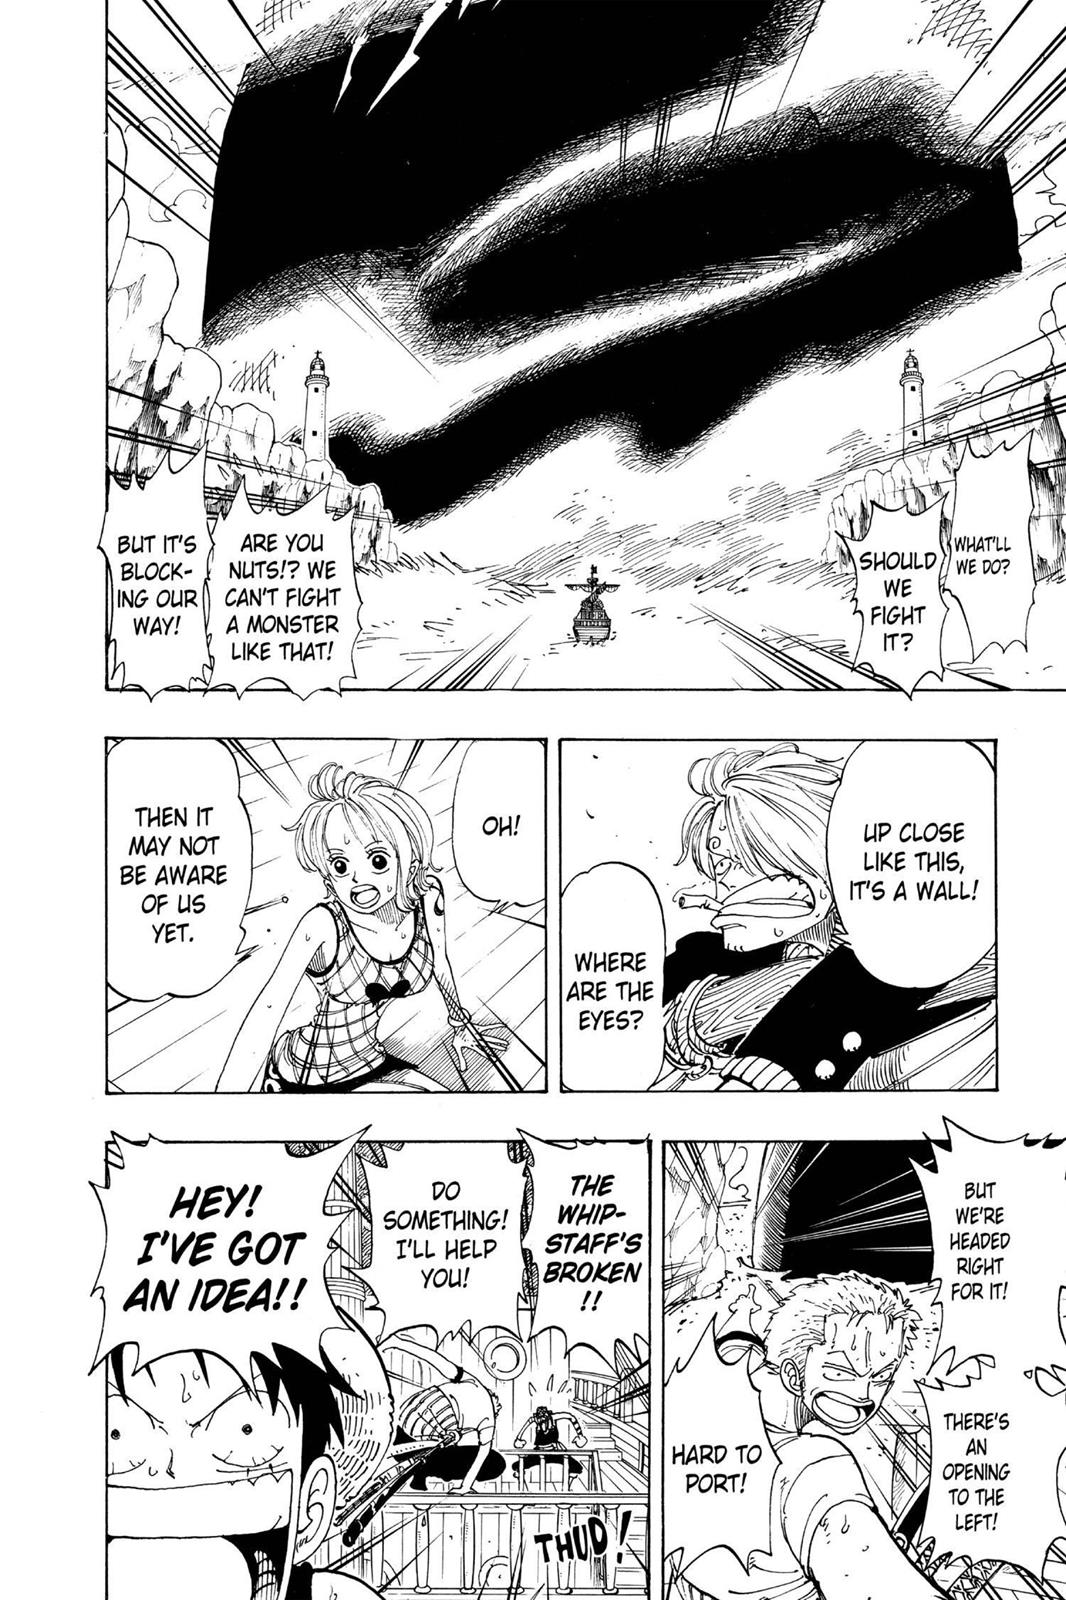 WHAT'LL
WE DO?
SHOULD
WE
FIGHT
IT?
ARE YOU
NUTS!? WE
CAN'T FIGHT
A MONSTER
LIKE THAT!
BUT IT'S
BLOCK-
ING OUR
WAY!
UP CLOSE
LIKE THIS,
IT'S A WALL!
WHERE
ARE THE
EYES?
OH!
THEN IT
MAY NOT
BE AWARE
OF US
YET.
BUT
WE'RE
HEADED
RIGHT
FOR IT!
THERE'S
AN
OPENING
TO THE
LEFT!
HARD TO
PORT!
THE
WHIP-
STAFF'S
BROKEN
!!
DO
SOMETHING!
I'LL HELP
YOU!
THUD!
HEY!
I'VE GOT
AN IDEA!!